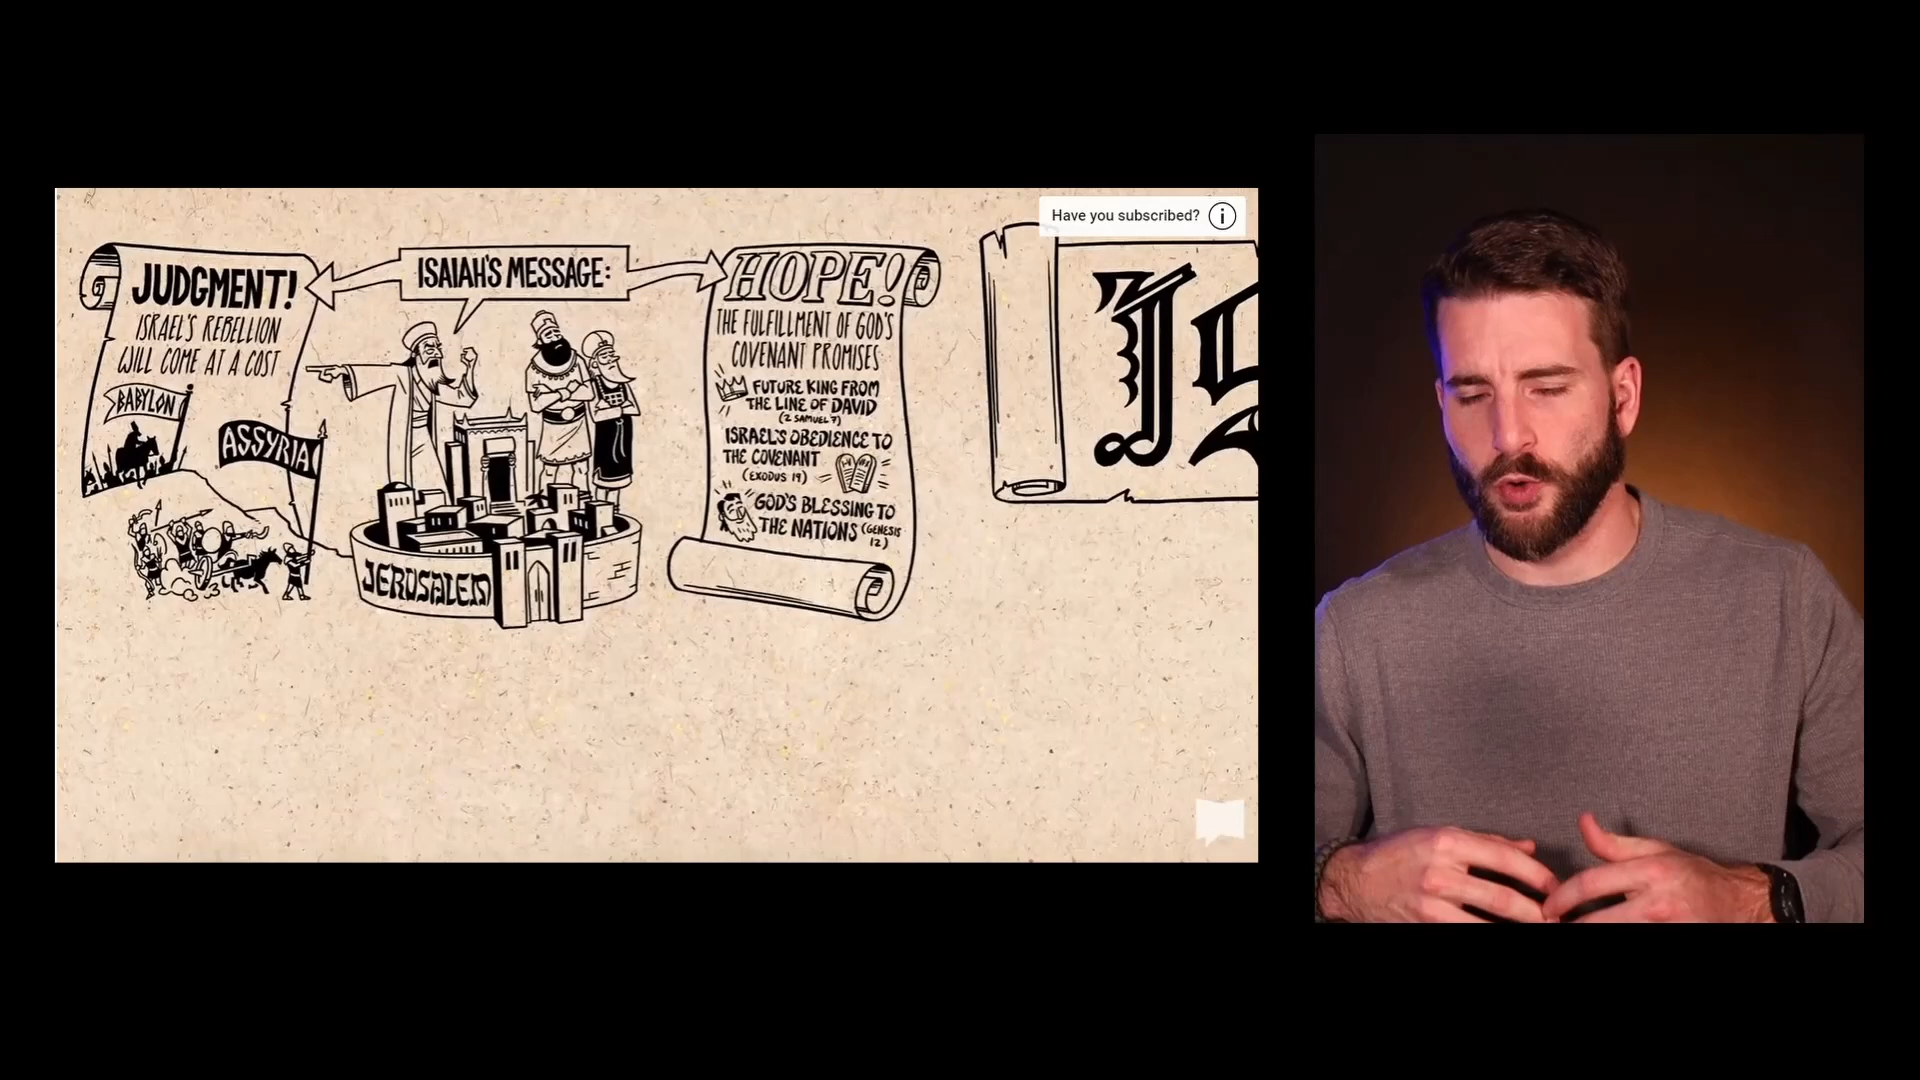 Have you subscribed?
JUDGMENT!
ISRAEL'S REBELLION
WILL COME AT A COST
BABYLON
ASSYRIA
ISAIAH'S MESSAGE:
JERUSALEM
HOPE!
THE FULFILLMENT OF GOD'S
COVENANT PROMISES
FUTURE KING FROM
THE LINE OF DAVID
(2 SAMUEL 7)
ISRAEL'S OBEDIENCE TO
THE COVENANT
(EXODUS 19)
GOD'S BLESSING TO
THE NATIONS (GENESIS
12)
Is